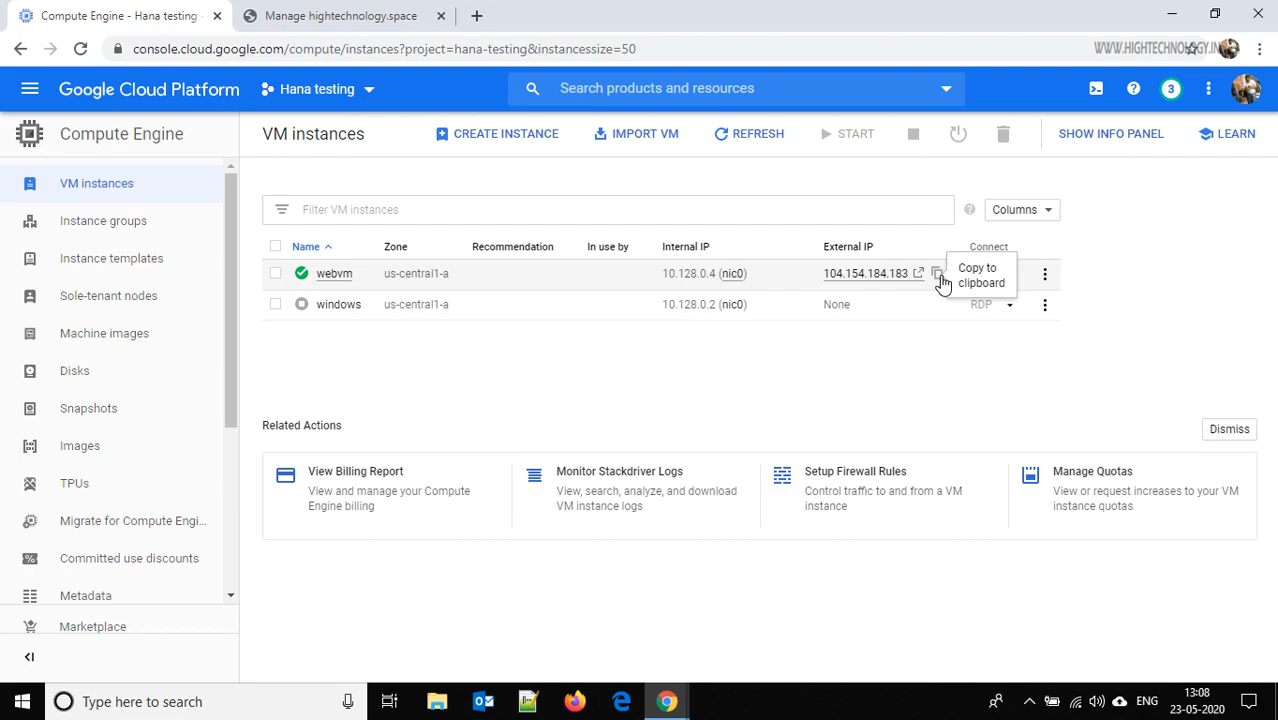 Compute Engine - Hana testing
Manage hightechnology.space
console.cloud.google.com/compute/instances?project=hana-testing&instancessize=50
WWW.HIGHTECHNOLOGY.IN
Google Cloud Platform
Hana testing
Search products and resources
3
Compute Engine
VM instances
CREATE INSTANCE
IMPORT VM
REFRESH
START
SHOW INFO PANEL
LEARN
VM instances
Instance groups
Instance templates
Sole-tenant nodes
Machine images
Disks
Snapshots
Images
TPUs
Migrate for Compute Engi...
Committed use discounts
Metadata
Marketplace
Filter VM instances
Columns
Name Zone Recommendation In use by Internal IP External IP Connect
webvm us-central1-a 10.128.0.4 (nic0) 104.154.184.183
Copy to
clipboard
windows us-central1-a 10.128.0.2 (nic0) None RDP
Related Actions
Dismiss
View Billing Report
View and manage your Compute
Engine billing
Monitor Stackdriver Logs
View, search, analyze, and download
VM instance logs
Setup Firewall Rules
Control traffic to and from a VM
instance
Manage Quotas
View or request increases to your VM
instance quotas
Type here to search
ENG
13:08
23-05-2020